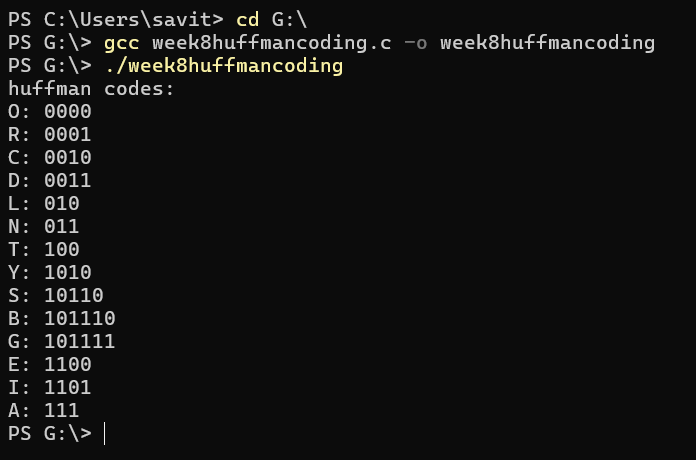 PS C:\Users\savit> cd G:\
PS G:\> gcc week8huffmancoding.c -o week8huffmancoding
PS G:\> ./week8huffmancoding
huffman codes:
O: 0000
R: 0001
C: 0010
D: 0011
L: 010
N: 011
T: 100
Y: 1010
S: 10110
B: 101110
G: 101111
E: 1100
I: 1101
A: 111
PS G:\>